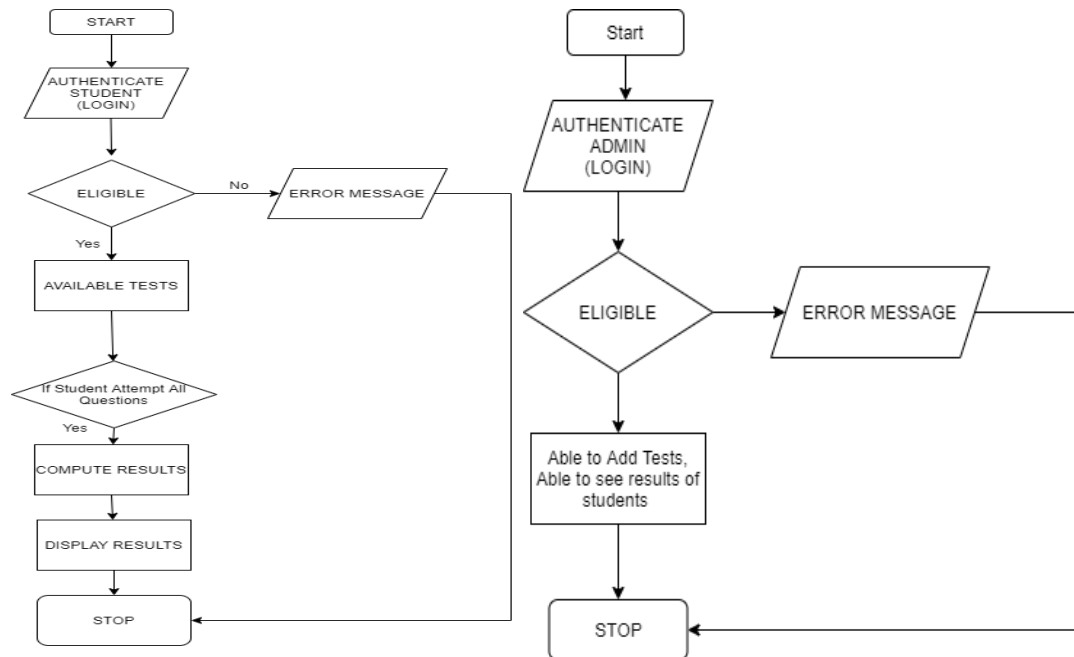 START
AUTHENTICATE
STUDENT
(LOGIN)
ELIGIBLE
No
ERROR MESSAGE
Yes
AVAILABLE TESTS
If Student Attempt All
Questions
Yes
COMPUTE RESULTS
DISPLAY RESULTS
STOP
Start
AUTHENTICATE
ADMIN
(LOGIN)
ELIGIBLE
ERROR MESSAGE
Able to Add Tests,
Able to see results of
students
STOP